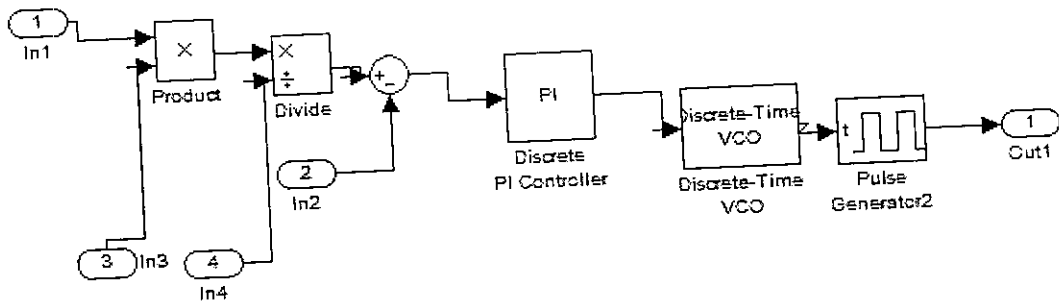 1
In1
×
Product
×
÷
Divide
+
−
2
In2
3
In3
4
In4
PI
Discrete
PI Controller
Discrete-Time
VCO
Discrete-Time
VCO
t
Pulse
Generator2
1
Out1